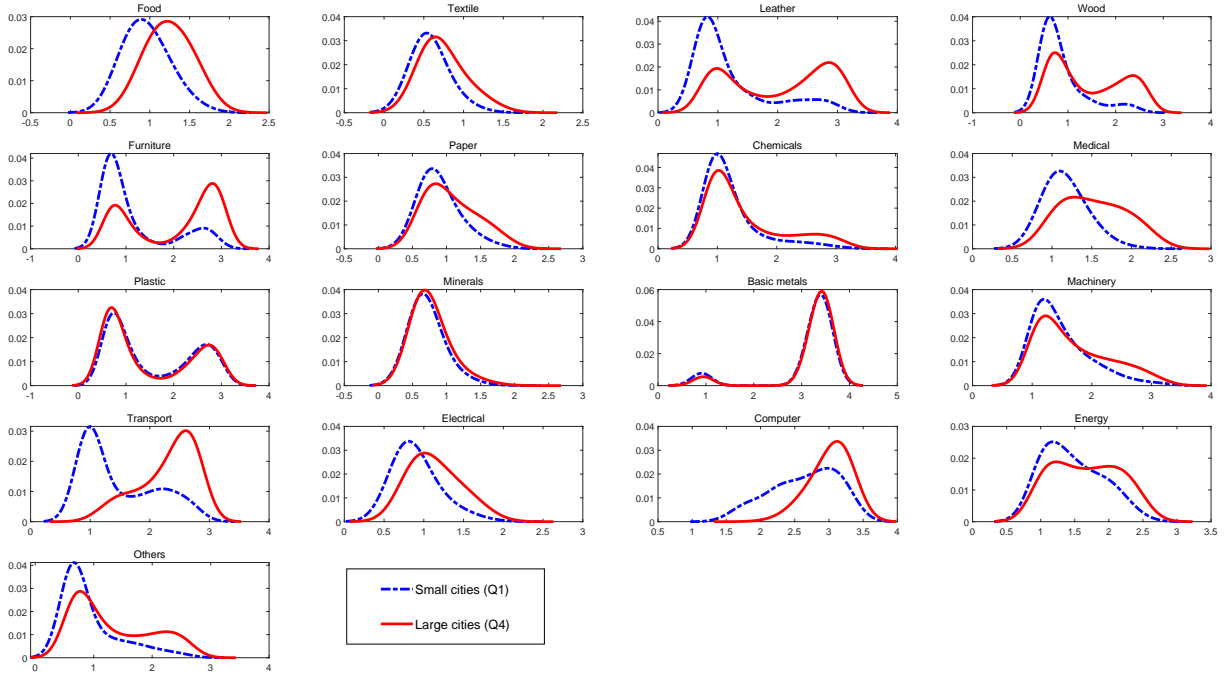 Food
0.03
0.02
0.01
0
-0.5 0 0.5 1 1.5 2 2.5
Textile
0.04
0.03
0.02
0.01
0
-0.5 0 0.5 1 1.5 2 2.5
Leather
0.04
0.03
0.02
0.01
0
0 1 2 3 4
Wood
0.04
0.03
0.02
0.01
0
-1 0 1 2 3 4
Furniture
0.04
0.03
0.02
0.01
0
-1 0 1 2 3 4
Paper
0.04
0.03
0.02
0.01
0
-0.5 0 0.5 1 1.5 2 2.5 3
Chemicals
0.04
0.03
0.02
0.01
0
0 1 2 3 4
Medical
0.04
0.03
0.02
0.01
0
0 0.5 1 1.5 2 2.5 3
Plastic
0.04
0.03
0.02
0.01
0
-1 0 1 2 3 4
Minerals
0.04
0.03
0.02
0.01
0
-0.5 0 0.5 1 1.5 2 2.5 3
Basic metals
0.06
0.04
0.02
0
0 1 2 3 4 5
Machinery
0.04
0.03
0.02
0.01
0
0 1 2 3 4
Transport
0.03
0.02
0.01
0
0 1 2 3 4
Electrical
0.04
0.03
0.02
0.01
0
0 0.5 1 1.5 2 2.5 3
Computer
0.04
0.03
0.02
0.01
0
0.5 1 1.5 2 2.5 3 3.5 4
Energy
0.03
0.02
0.01
0
0 0.5 1 1.5 2 2.5 3 3.5
Others
0.04
0.03
0.02
0.01
0
0 1 2 3 4
Small cities (Q1)
Large cities (Q4)